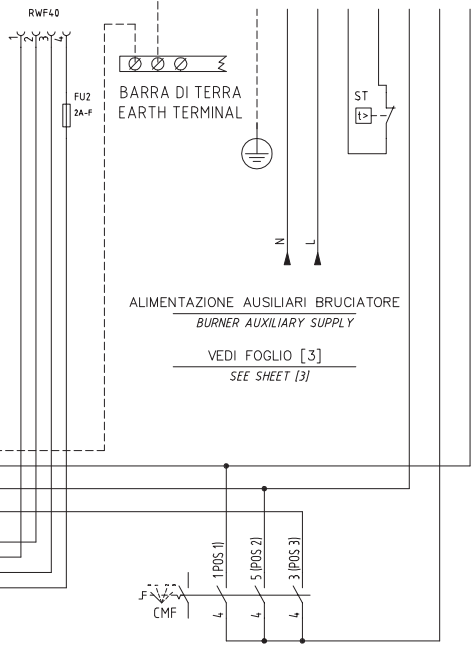 RWF40
1 2 3 4
FU2
2A-F
BARRA DI TERRA
EARTH TERMINAL
ST
t>
N L
ALIMENTAZIONE AUSILIARI BRUCIATORE
BURNER AUXILIARY SUPPLY
VEDI FOGLIO [3]
SEE SHEET [3]
1 (POS 1) 5 (POS 2) 3 (POS 3)
CMF
4 4 4